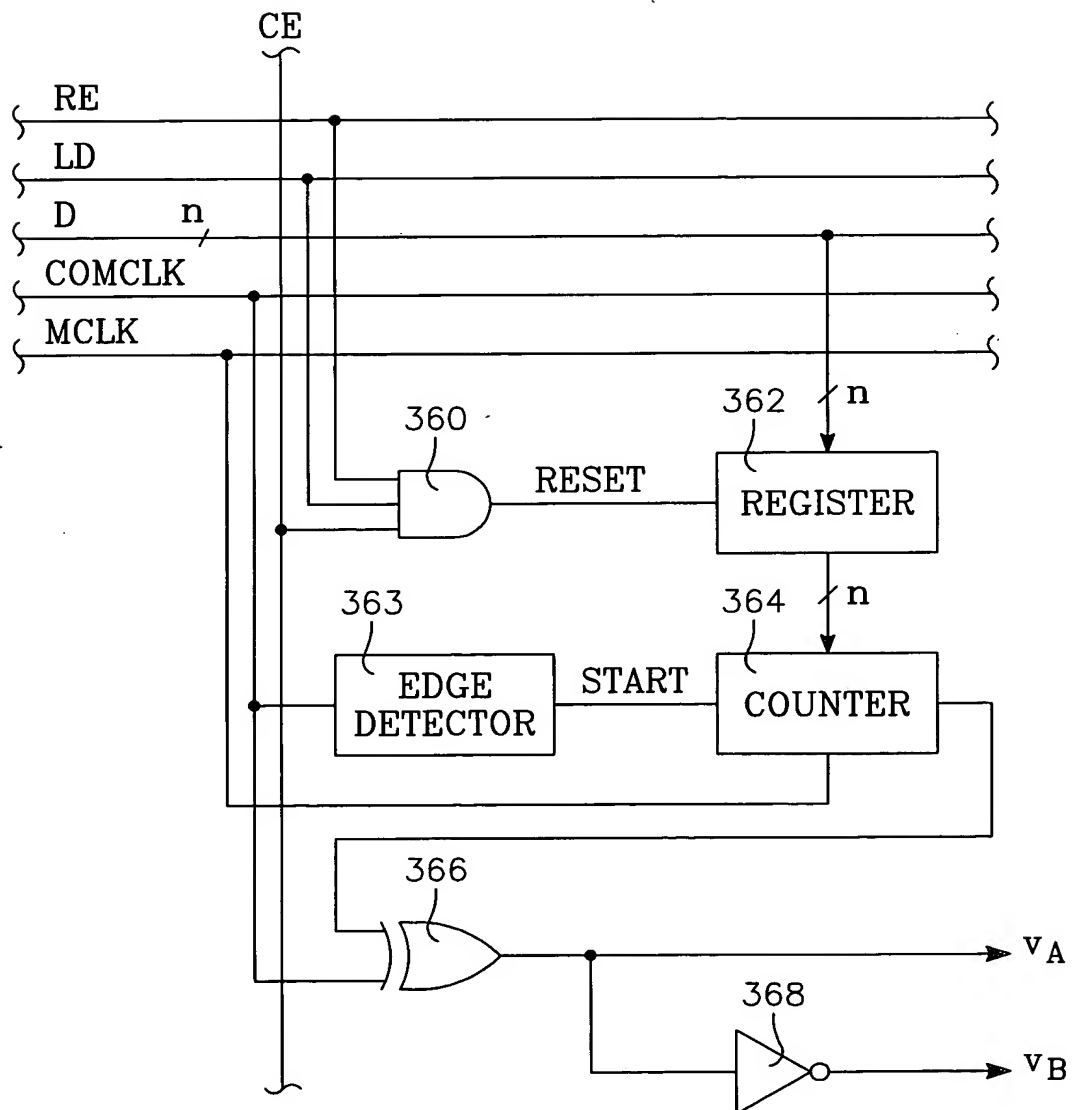 CE
RE
LD
D n
COMCLK
MCLK
n
362
360
RESET
REGISTER
n
363
364
EDGE
DETECTOR
START
COUNTER
366
vA
368
vB